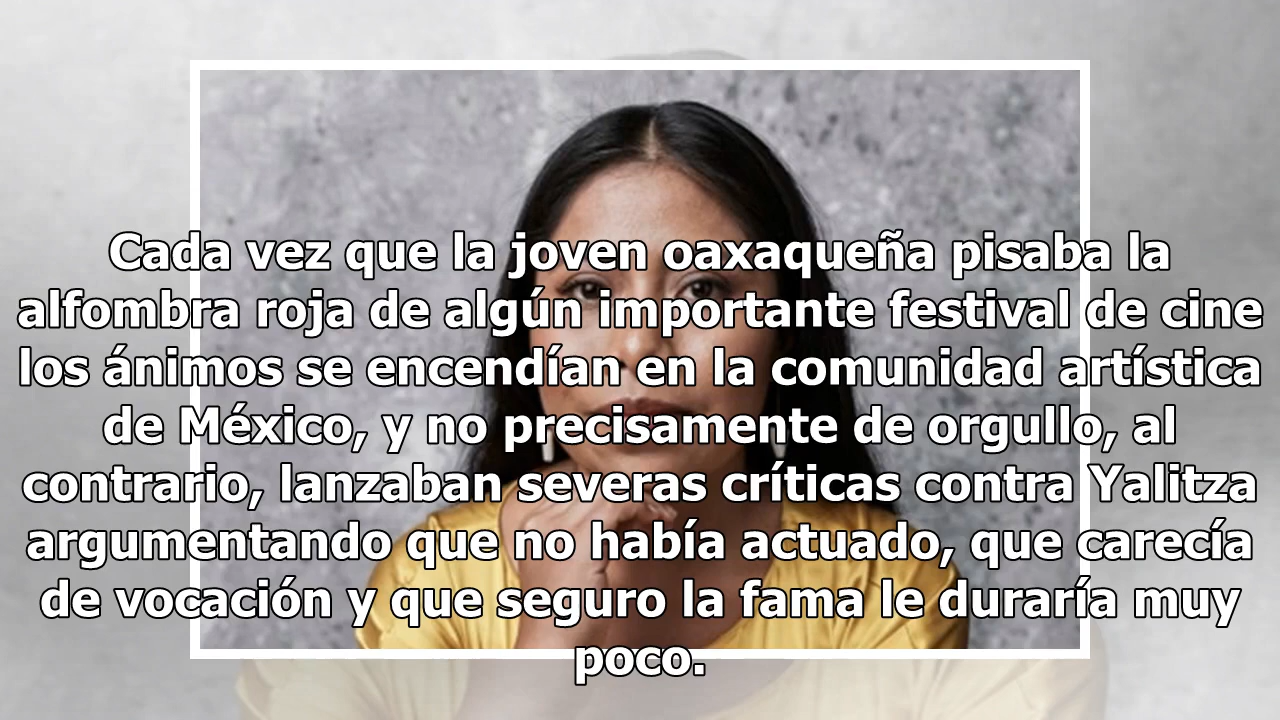 Cada vez que la joven oaxaqueña pisaba la
alfombra roja de algún importante festival de cine
los ánimos se encendían en la comunidad artística
de México, y no precisamente de orgullo, al
contrario, lanzaban severas críticas contra Yalitza
argumentando que no había actuado, que carecía
de vocación y que seguro la fama le duraría muy
poco.